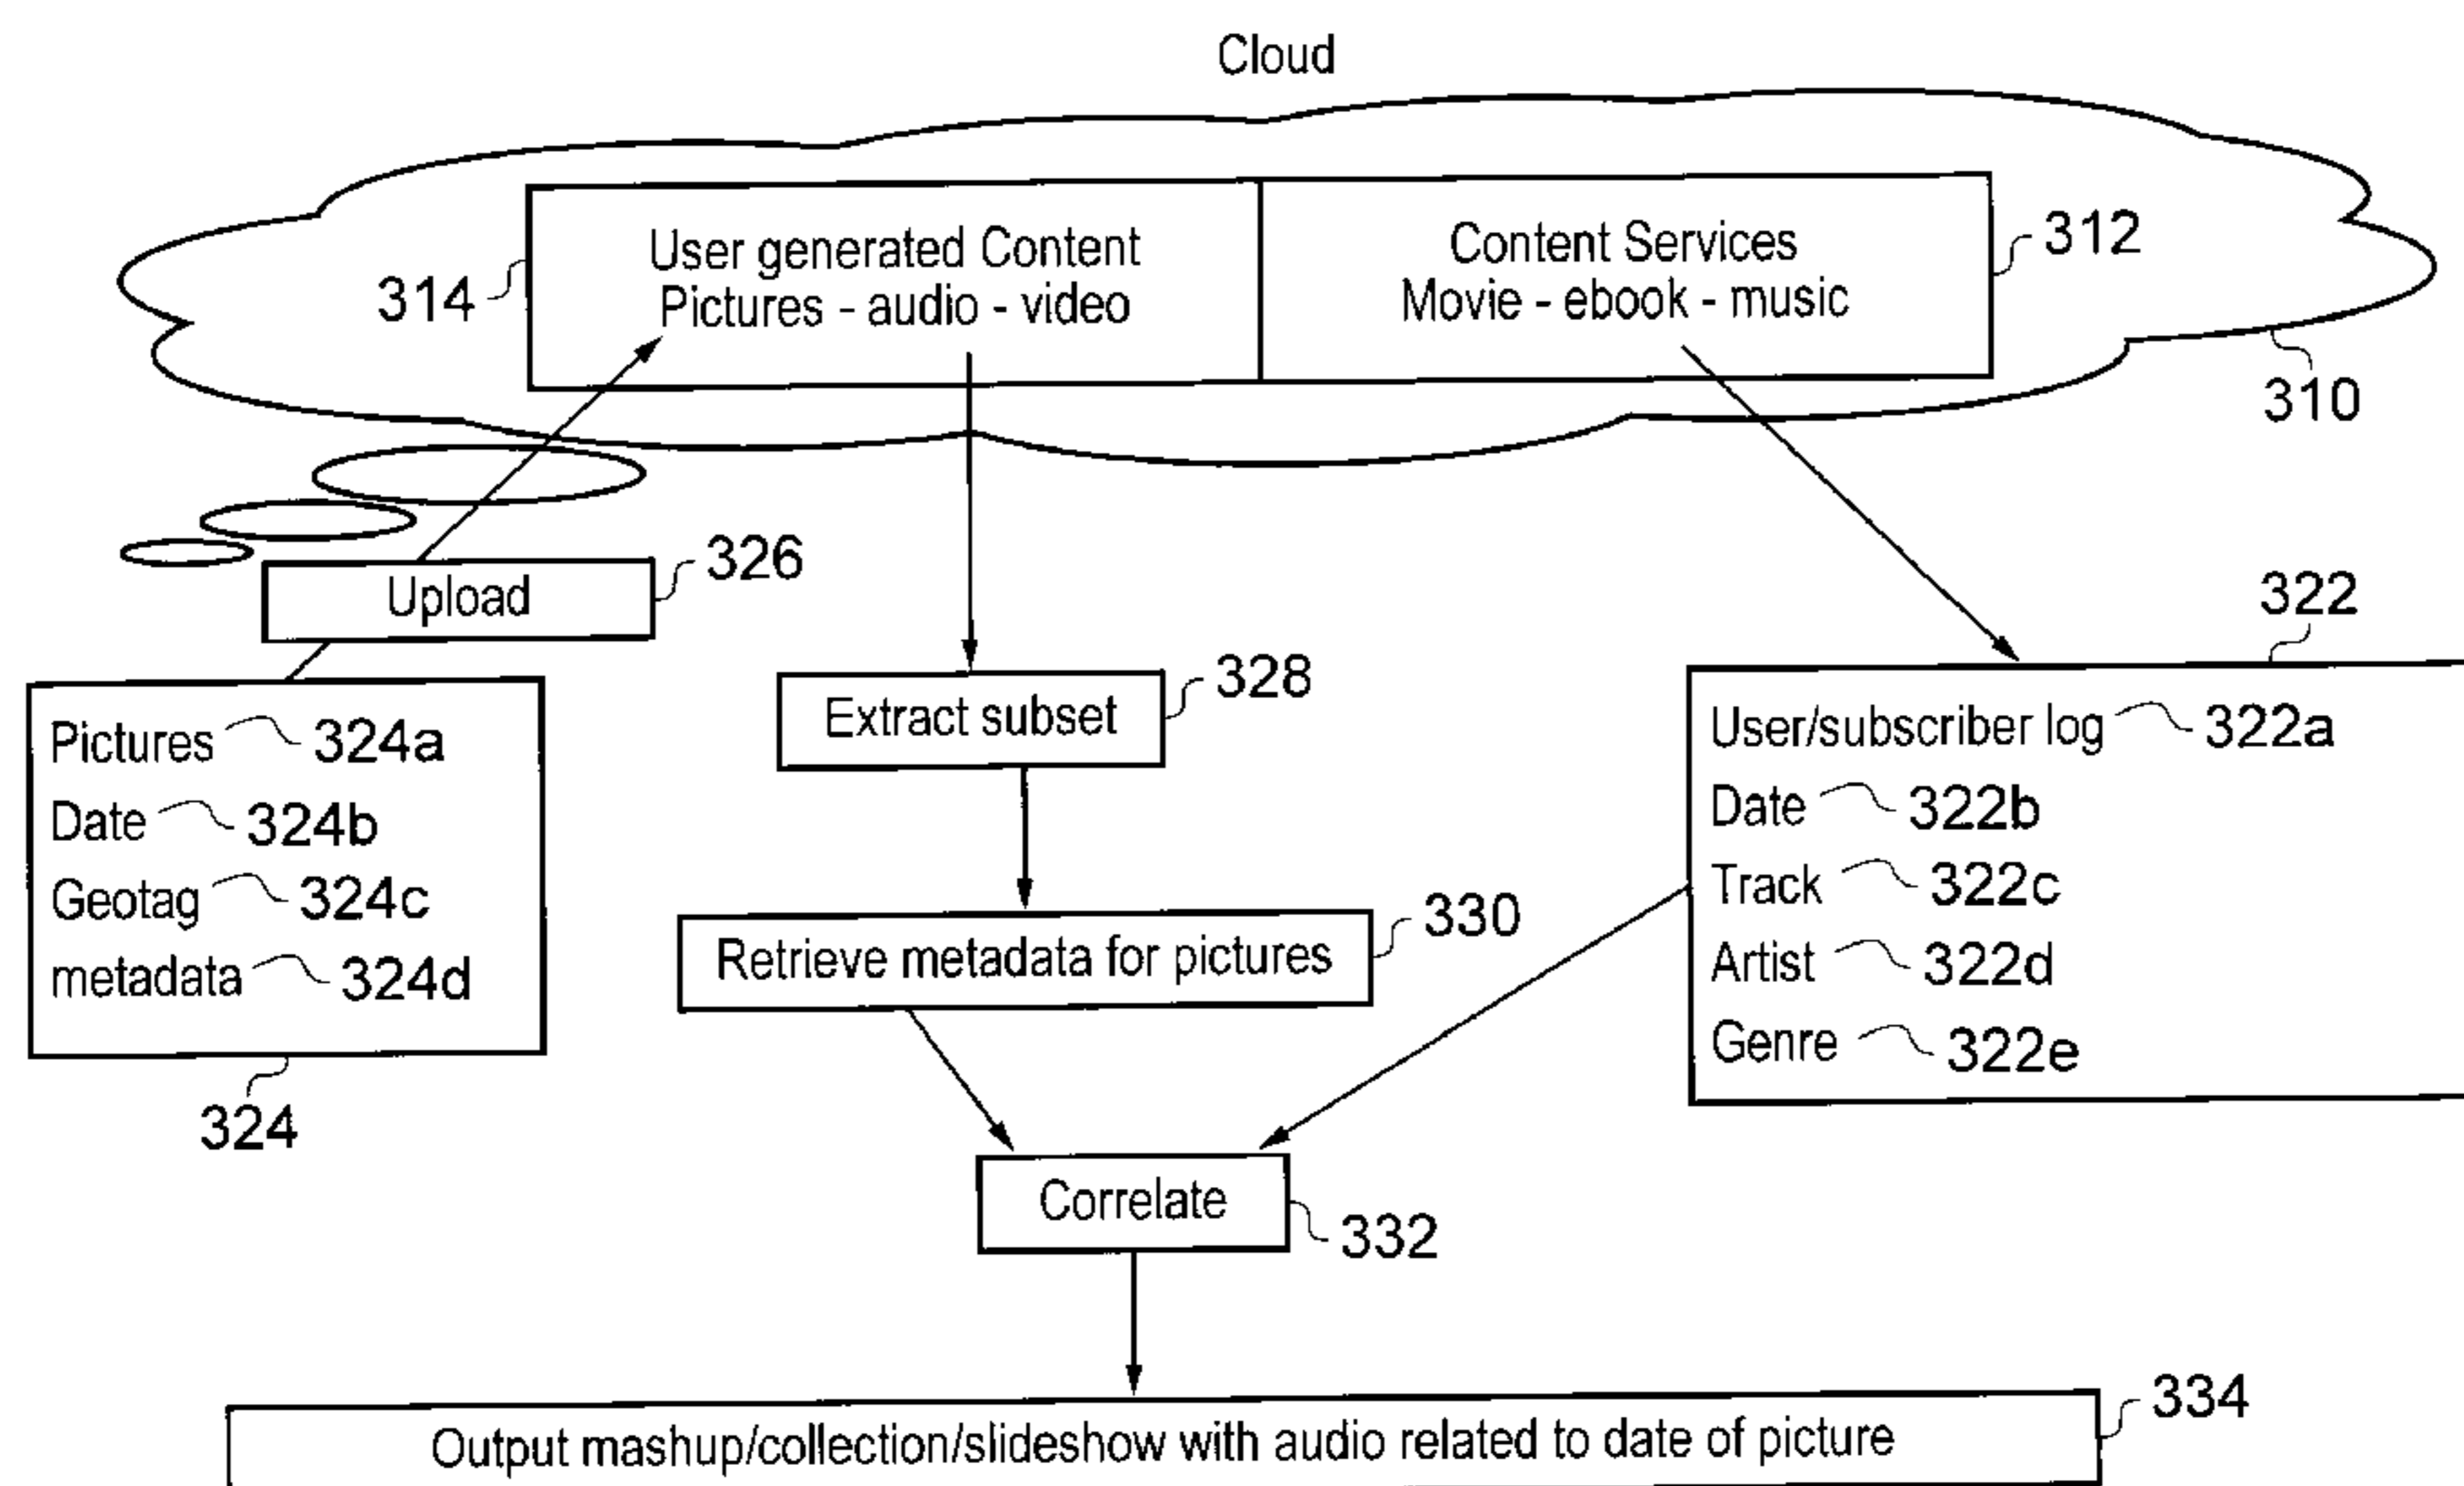 Cloud
User generated Content
Pictures - audio - video
314
Content Services
Movie - ebook - music
312
310
Upload
326
322
Extract subset
328
Pictures 324a
Date 324b
Geotag 324c
metadata 324d
324
User/subscriber log 322a
Date 322b
Track 322c
Artist 322d
Genre 322e
Retrieve metadata for pictures
330
Correlate
332
Output mashup/collection/slideshow with audio related to date of picture
334